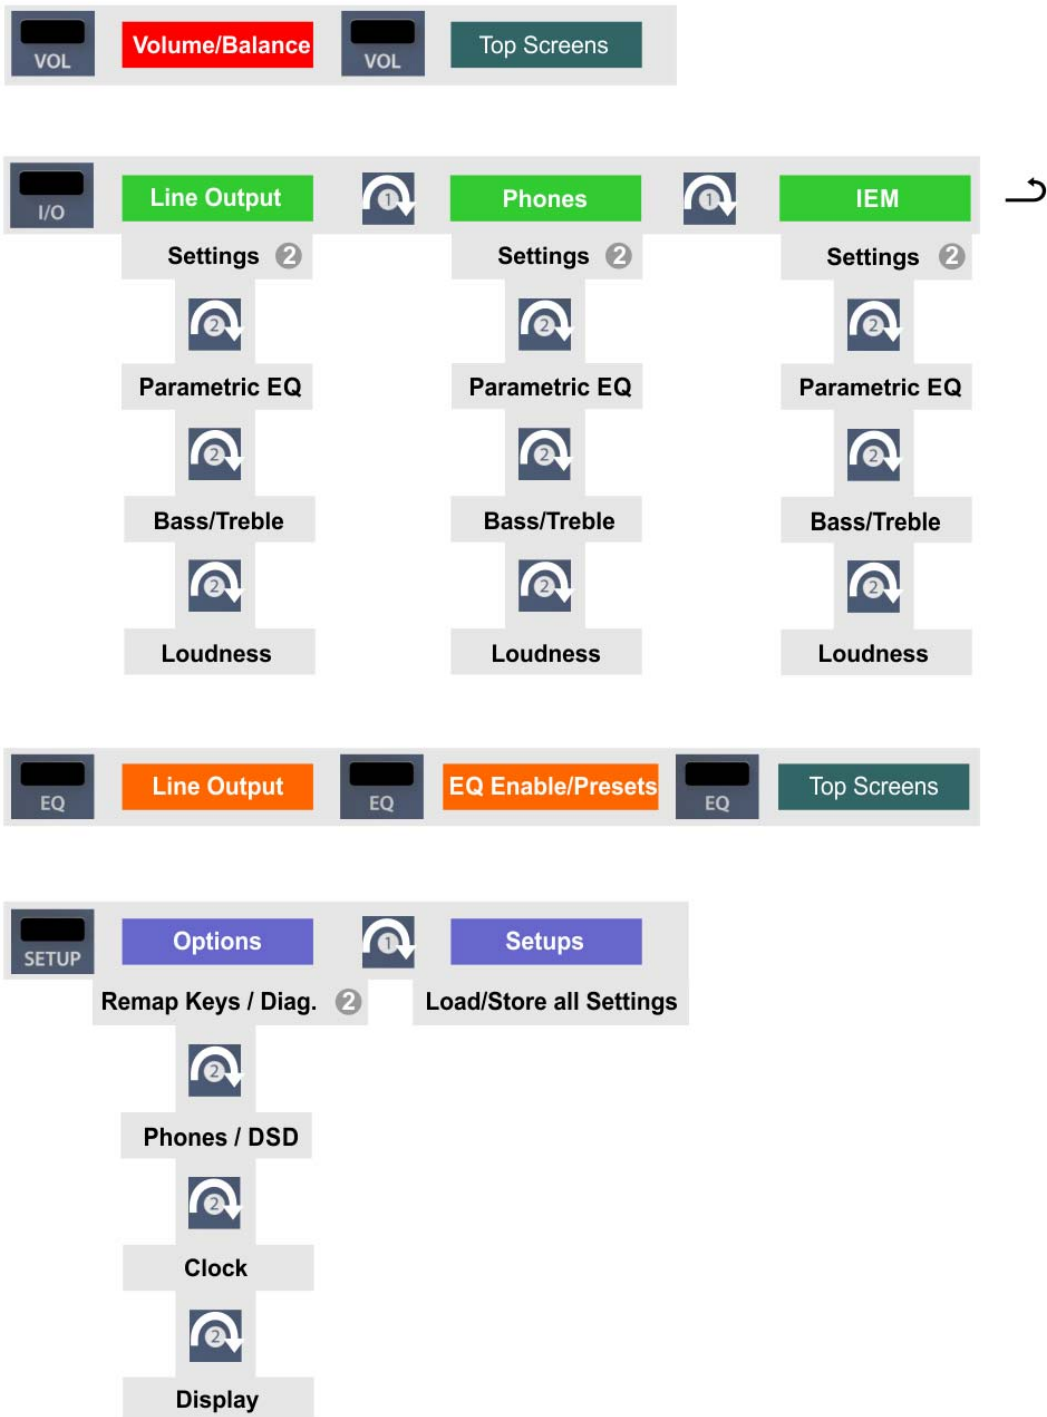 VOL Volume/Balance VOL Top Screens
I/O Line Output 1 Phones 1 IEM
Settings 2 Settings 2 Settings 2
2 2 2
Parametric EQ Parametric EQ Parametric EQ
2 2 2
Bass/Treble Bass/Treble Bass/Treble
2 2 2
Loudness Loudness Loudness
EQ Line Output EQ EQ Enable/Presets EQ Top Screens
SETUP Options 1 Setups
Remap Keys / Diag. 2 Load/Store all Settings
2
Phones / DSD
2
Clock
2
Display